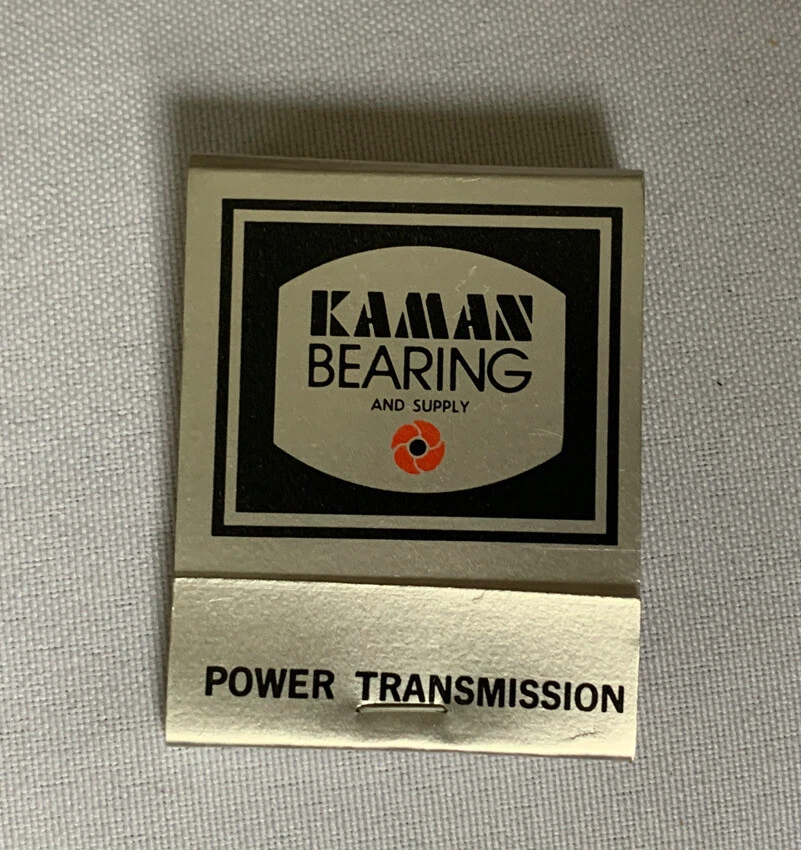 KAMAN
BEARING
AND SUPPLY
POWER TRANSMISSION